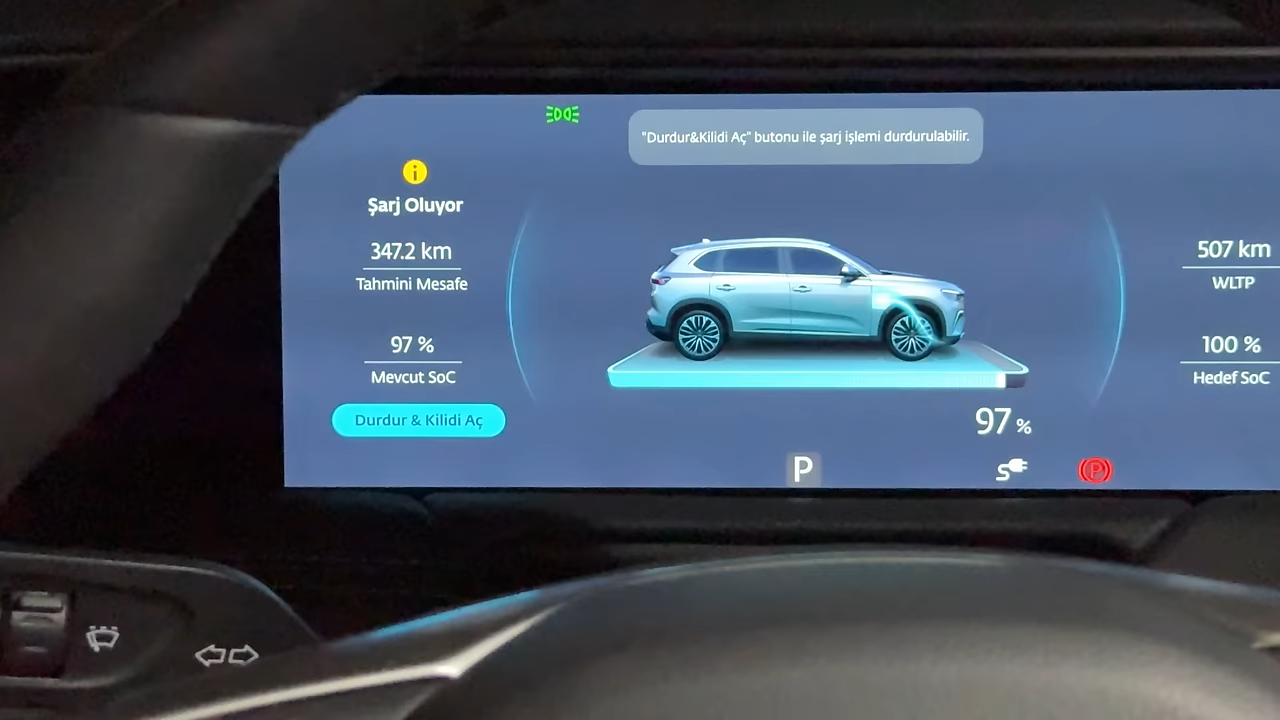 "Durdur&Kilidi Aç" butonu ile şarj işlemi durdurulabilir.
Şarj Oluyor
347.2 km
Tahmini Mesafe
97 %
Mevcut SoC
Durdur & Kilidi Aç
97 %
P
P
507 km
WLTP
100 %
Hedef SoC